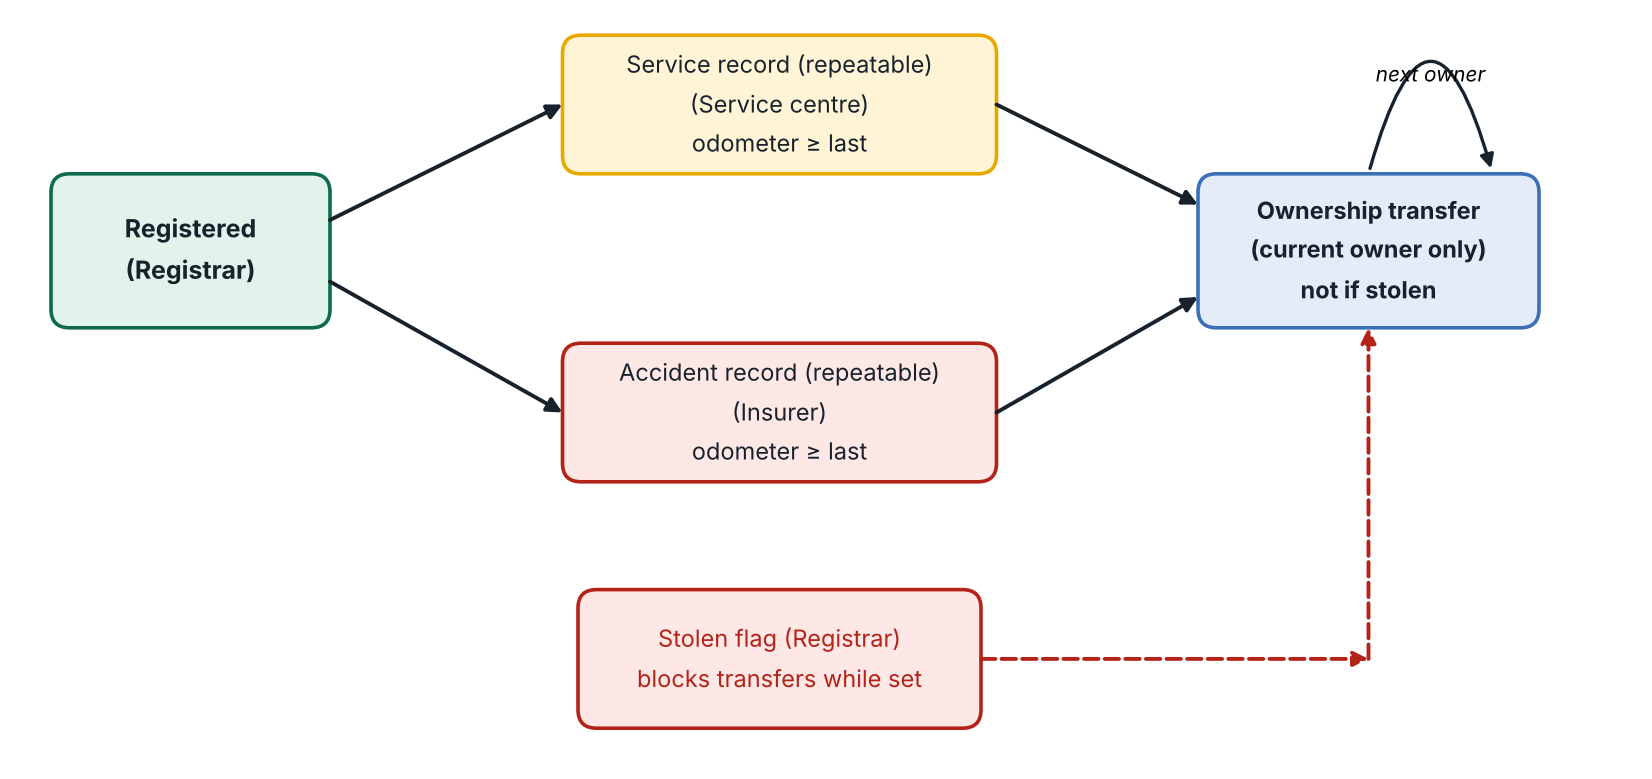 Service record (repeatable)
(Service centre)
odometer ≥ last
next owner
Registered
(Registrar)
Ownership transfer
(current owner only)
not if stolen
Accident record (repeatable)
(Insurer)
odometer ≥ last
Stolen flag (Registrar)
blocks transfers while set